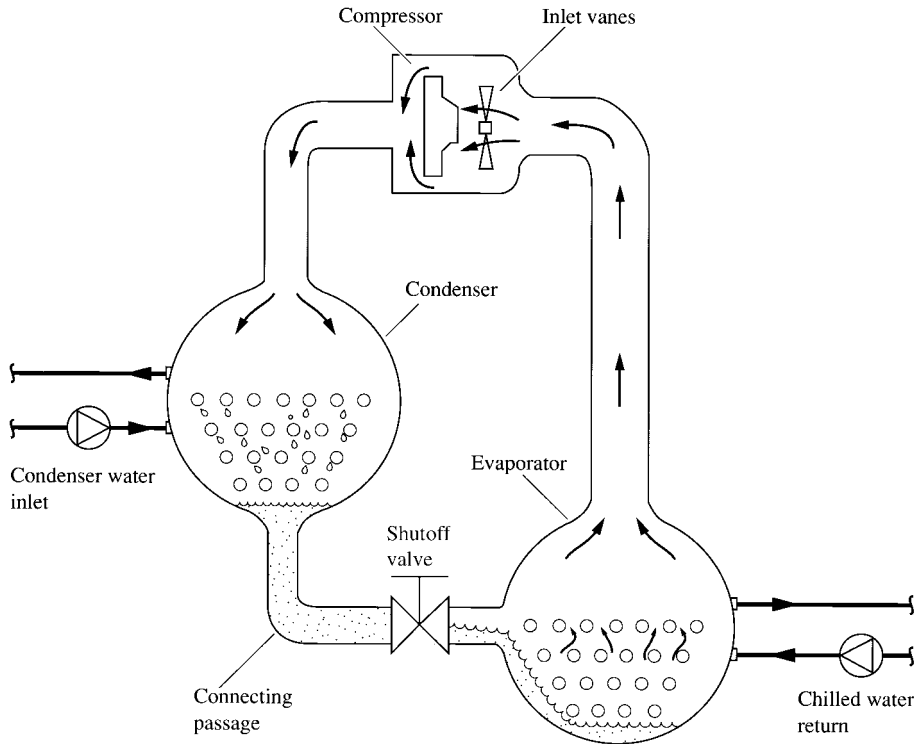 Compressor
Inlet vanes
Condenser
Condenser water
inlet
Evaporator
Shutoff
valve
Connecting
passage
Chilled water
return